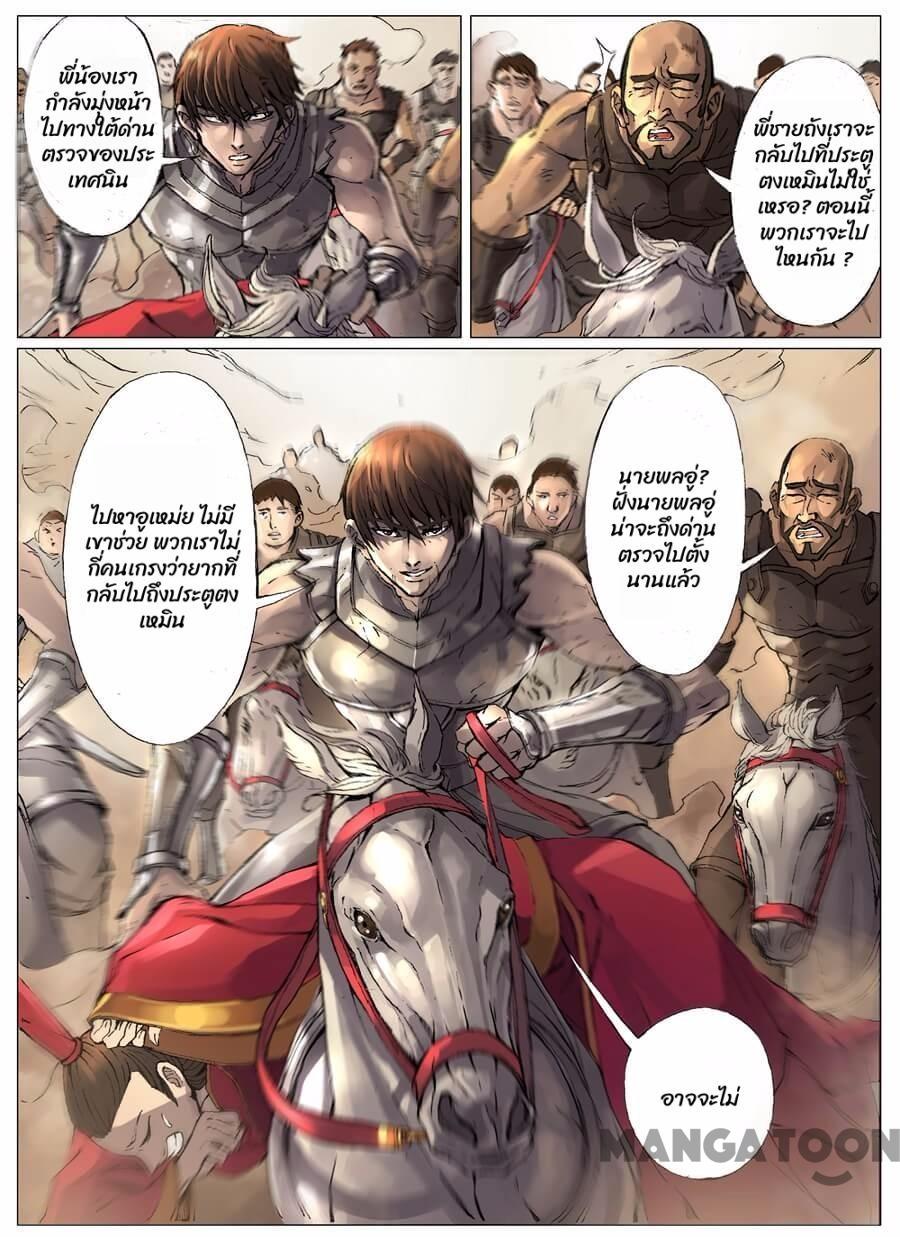 พี่น้องเรา
กำลังมุ่งหน้า
ไปทางใต้ด่าน
ตรวจของประ
เทศนิน
พี่ชายถังเราจะ
กลับไปที่ประตู
ตงเหมินไม่ใช่
เหรอ? ตอนนี้
พวกเราจะไป
ไหนกัน ?
ไปหาอูเหม่ย ไม่มี
เขาช่วย พวกเราไม่
กี่คนเกรงว่ายากที่
กลับไปถึงประตูตง
เหมิน
นายพลอู่?
ฝั่งนายพลอู่
น่าจะถึงด่าน
ตรวจไปตั้ง
นานแล้ว
อาจจะไม่
MANGATOON